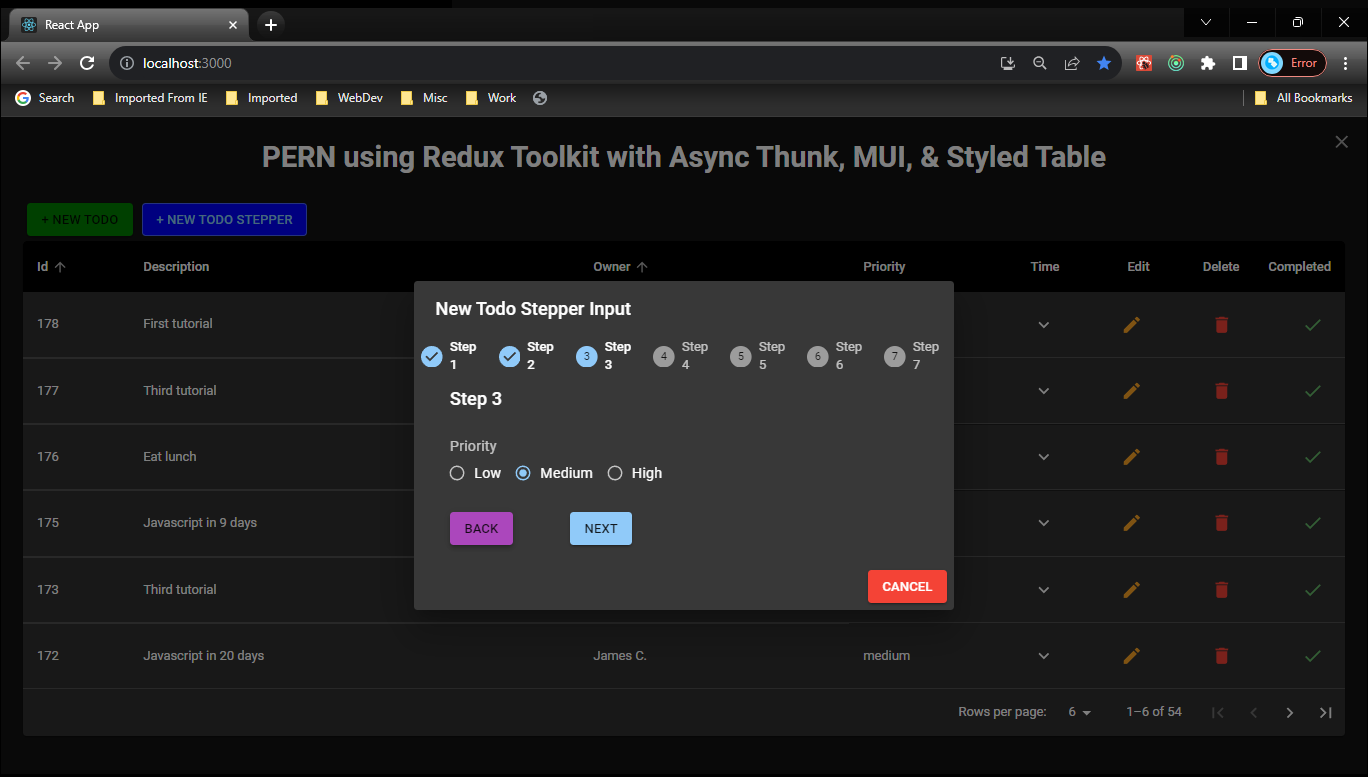 React App
localhost:3000
Error
Search Imported From IE Imported WebDev Misc Work All Bookmarks
PERN using Redux Toolkit with Async Thunk, MUI, & Styled Table
+ NEW TODO + NEW TODO STEPPER
Id Description Owner Priority Time Edit Delete Completed
178 First tutorial
177 Third tutorial
176 Eat lunch
175 Javascript in 9 days
173 Third tutorial
172 Javascript in 20 days James C. medium
Rows per page: 6 1–6 of 54
New Todo Stepper Input
Step 1
Step 2
3 Step 3
4 Step 4
5 Step 5
6 Step 6
7 Step 7
Step 3
Priority
Low Medium High
BACK NEXT
CANCEL